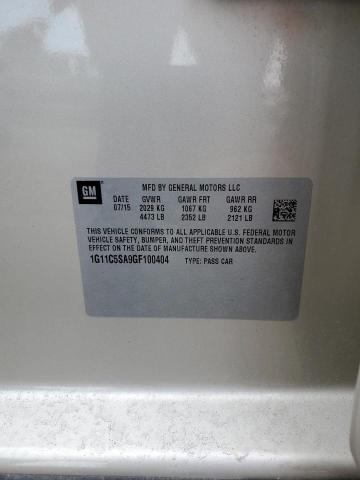 GM
MFD BY GENERAL MOTORS LLC
DATE GVWR GAWR FRT GAWR RR
07/15 2029 KG 1067 KG 962 KG
4473 LB 2352 LB 2121 LB
THIS VEHICLE CONFORMS TO ALL APPLICABLE U.S. FEDERAL MOTOR
VEHICLE SAFETY, BUMPER, AND THEFT PREVENTION STANDARDS IN
EFFECT ON THE DATE OF MANUFACTURE SHOWN ABOVE.
1G11C5SA9GF100404 TYPE: PASS CAR